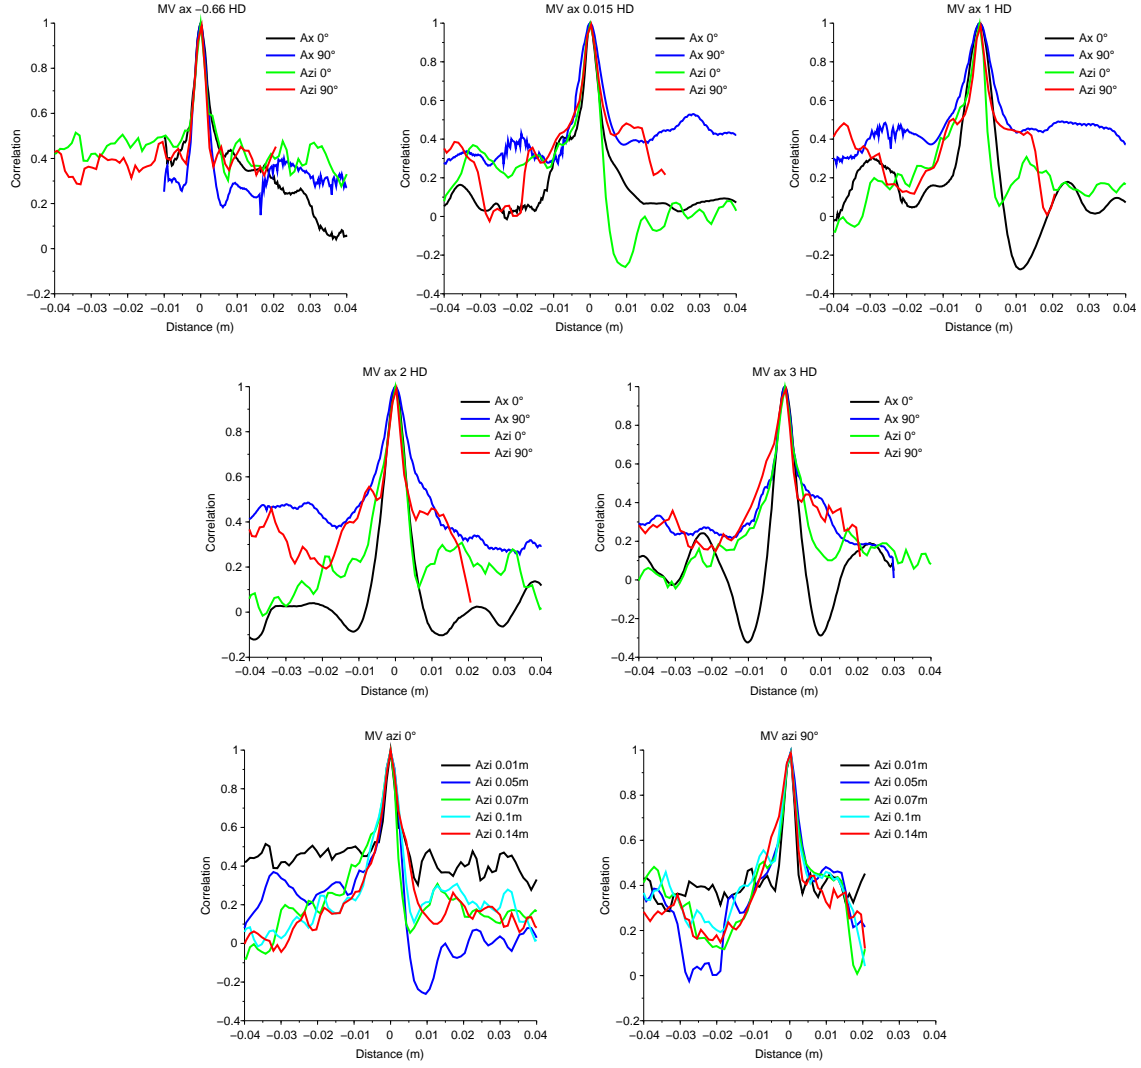 MV ax −0.66 HD
Correlation
1
0.8
0.6
0.4
0.2
0
−0.2
−0.04 −0.03 −0.02 −0.01 0 0.01 0.02 0.03 0.04
Distance (m)
Ax 0°
Ax 90°
Azi 0°
Azi 90°
MV ax 0.015 HD
Correlation
1
0.8
0.6
0.4
0.2
0
−0.2
−0.4
−0.04 −0.03 −0.02 −0.01 0 0.01 0.02 0.03 0.04
Distance (m)
Ax 0°
Ax 90°
Azi 0°
Azi 90°
MV ax 1 HD
Correlation
1
0.8
0.6
0.4
0.2
0
−0.2
−0.4
−0.04 −0.03 −0.02 −0.01 0 0.01 0.02 0.03 0.04
Distance (m)
Ax 0°
Ax 90°
Azi 0°
Azi 90°
MV ax 2 HD
Correlation
1
0.8
0.6
0.4
0.2
0
−0.2
−0.04 −0.03 −0.02 −0.01 0 0.01 0.02 0.03 0.04
Distance (m)
Ax 0°
Ax 90°
Azi 0°
Azi 90°
MV ax 3 HD
Correlation
1
0.8
0.6
0.4
0.2
0
−0.2
−0.4
−0.04 −0.03 −0.02 −0.01 0 0.01 0.02 0.03 0.04
Distance (m)
Ax 0°
Ax 90°
Azi 0°
Azi 90°
MV azi 0°
Correlation
1
0.8
0.6
0.4
0.2
0
−0.2
−0.4
−0.04 −0.03 −0.02 −0.01 0 0.01 0.02 0.03 0.04
Distance (m)
Azi 0.01m
Azi 0.05m
Azi 0.07m
Azi 0.1m
Azi 0.14m
MV azi 90°
Correlation
1
0.8
0.6
0.4
0.2
0
−0.2
−0.04 −0.03 −0.02 −0.01 0 0.01 0.02 0.03 0.04
Distance (m)
Azi 0.01m
Azi 0.05m
Azi 0.07m
Azi 0.1m
Azi 0.14m